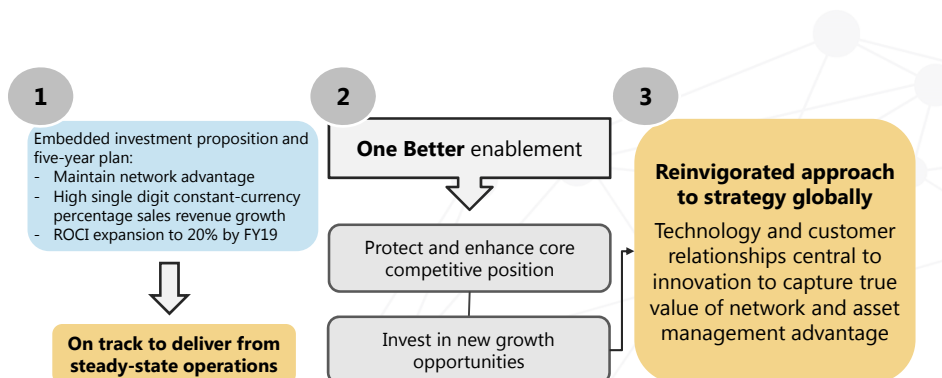 1
Embedded investment proposition and
five-year plan:
- Maintain network advantage
- High single digit constant-currency
percentage sales revenue growth
- ROCI expansion to 20% by FY19
On track to deliver from
steady-state operations
2
One Better enablement
Protect and enhance core
competitive position
Invest in new growth
opportunities
3
Reinvigorated approach
to strategy globally
Technology and customer
relationships central to
innovation to capture true
value of network and asset
management advantage